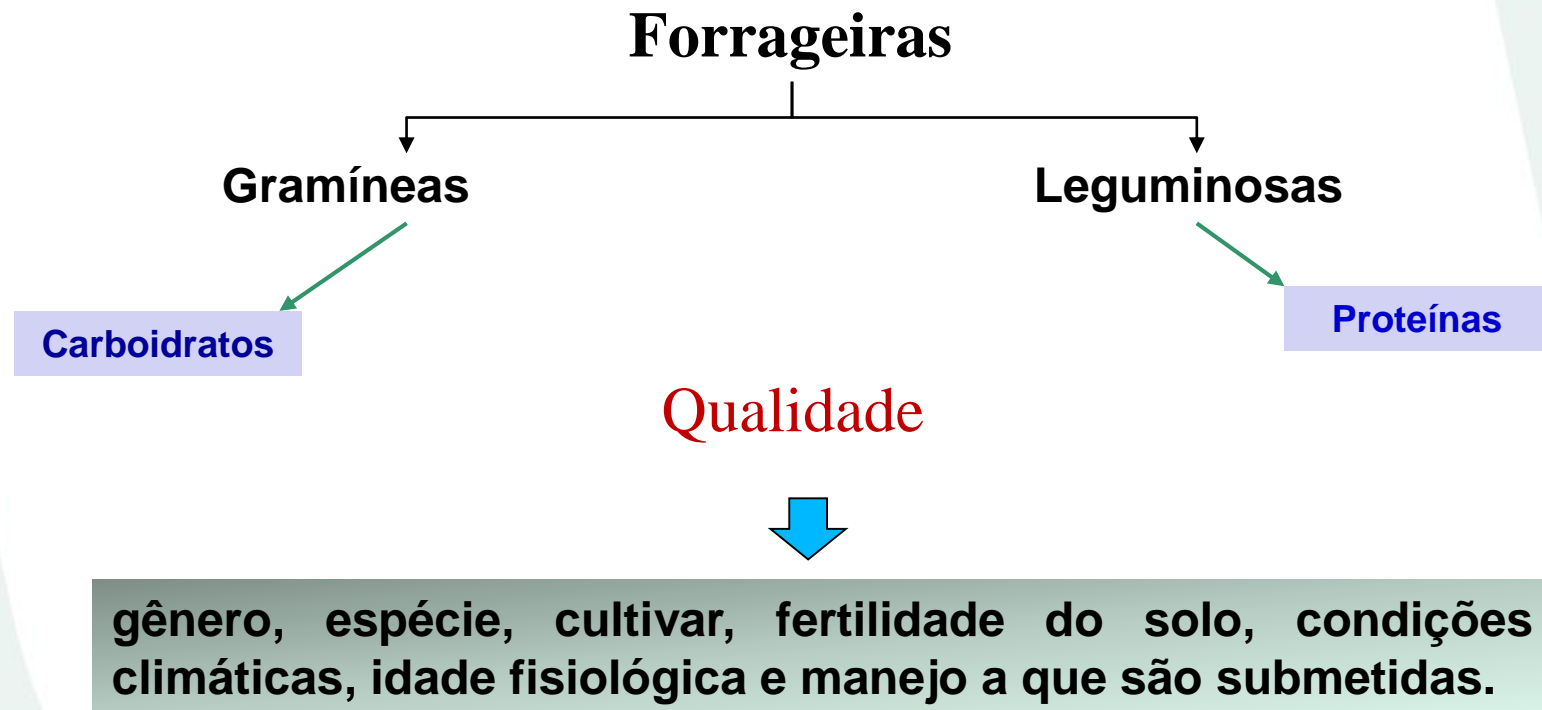 Forrageiras
Gramíneas
Leguminosas
Carboidratos
Proteínas
Qualidade
gênero, espécie, cultivar, fertilidade do solo, condições
climáticas, idade fisiológica e manejo a que são submetidas.